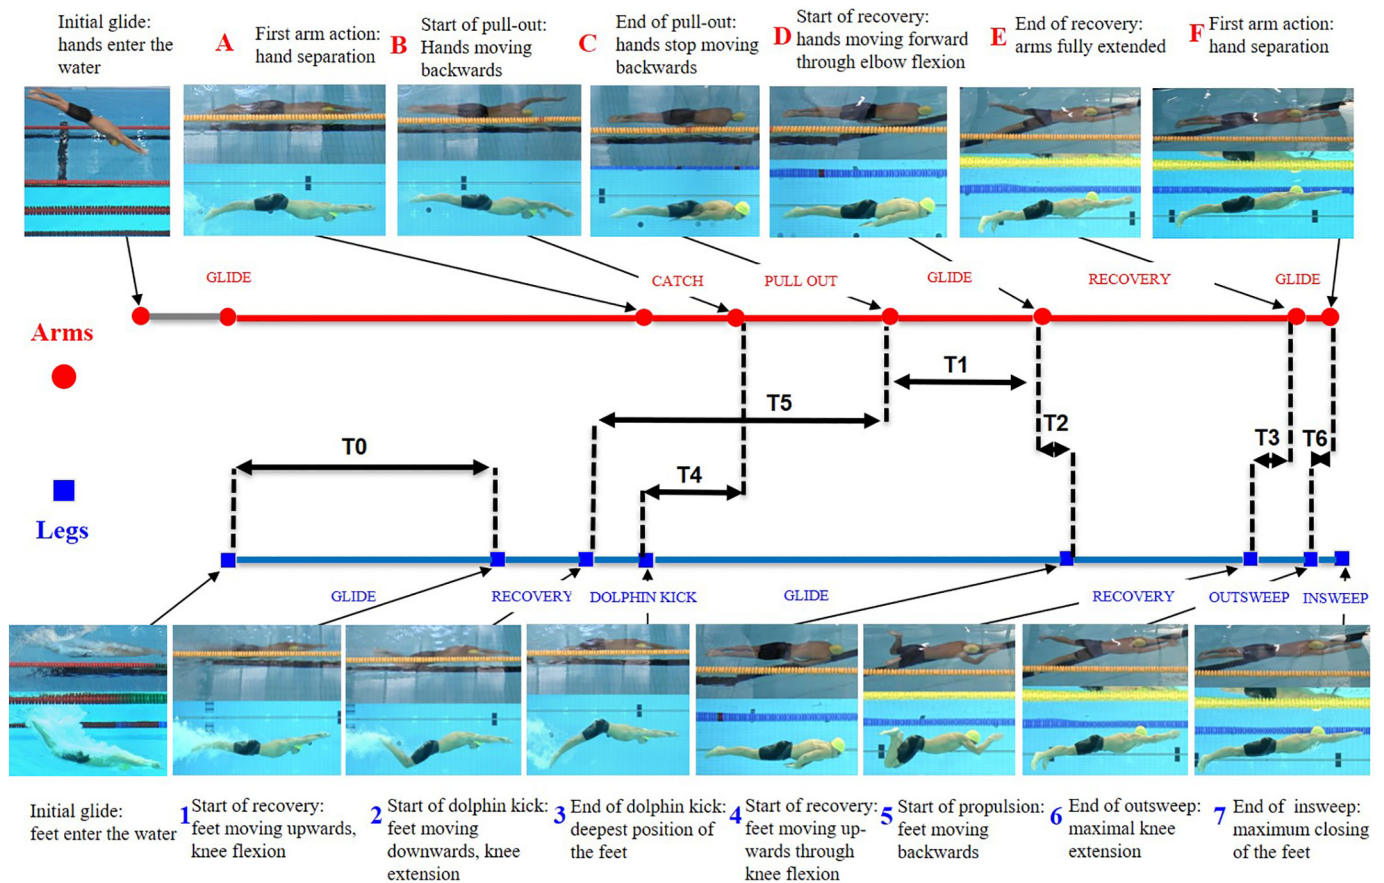 Initial glide:
hands enter the
water
A
First arm action:
hand separation
B
Start of pull-out:
Hands moving
backwards
C
End of pull-out:
hands stop moving
backwards
D
Start of recovery:
hands moving forward
through elbow flexion
E
End of recovery:
arms fully extended
F
First arm action:
hand separation
GLIDE
CATCH
PULL OUT
GLIDE
RECOVERY
GLIDE
Arms
T1
T5
T2
T3
T6
T0
T4
Legs
GLIDE
RECOVERY
DOLPHIN KICK
GLIDE
RECOVERY
OUTSWEEP
INSWEEP
Initial glide:
feet enter the water
1
Start of recovery:
feet moving upwards,
knee flexion
2
Start of dolphin kick:
feet moving
downwards, knee
extension
3
End of dolphin kick:
deepest position of
the feet
4
Start of recovery:
feet moving up-
wards through
knee flexion
5
Start of propulsion:
feet moving
backwards
6
End of outsweep:
maximal knee
extension
7
End of insweep:
maximum closing
of the feet